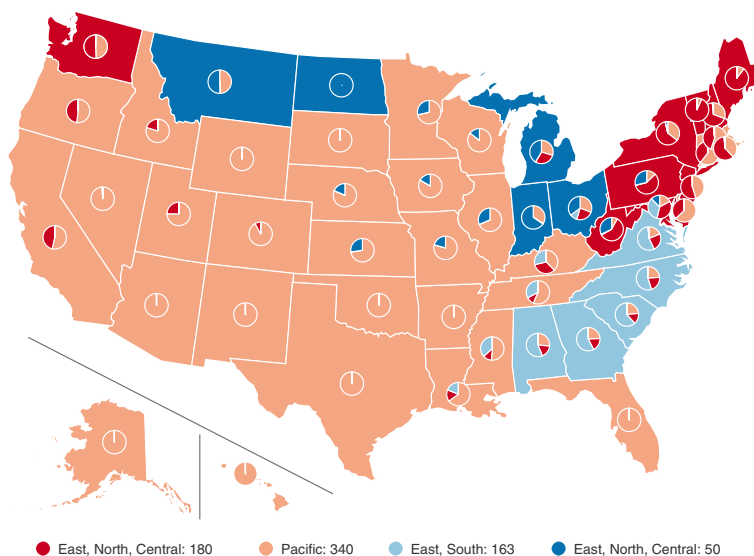 East, North, Central: 180
Pacific: 340
East, South: 163
East, North, Central: 50